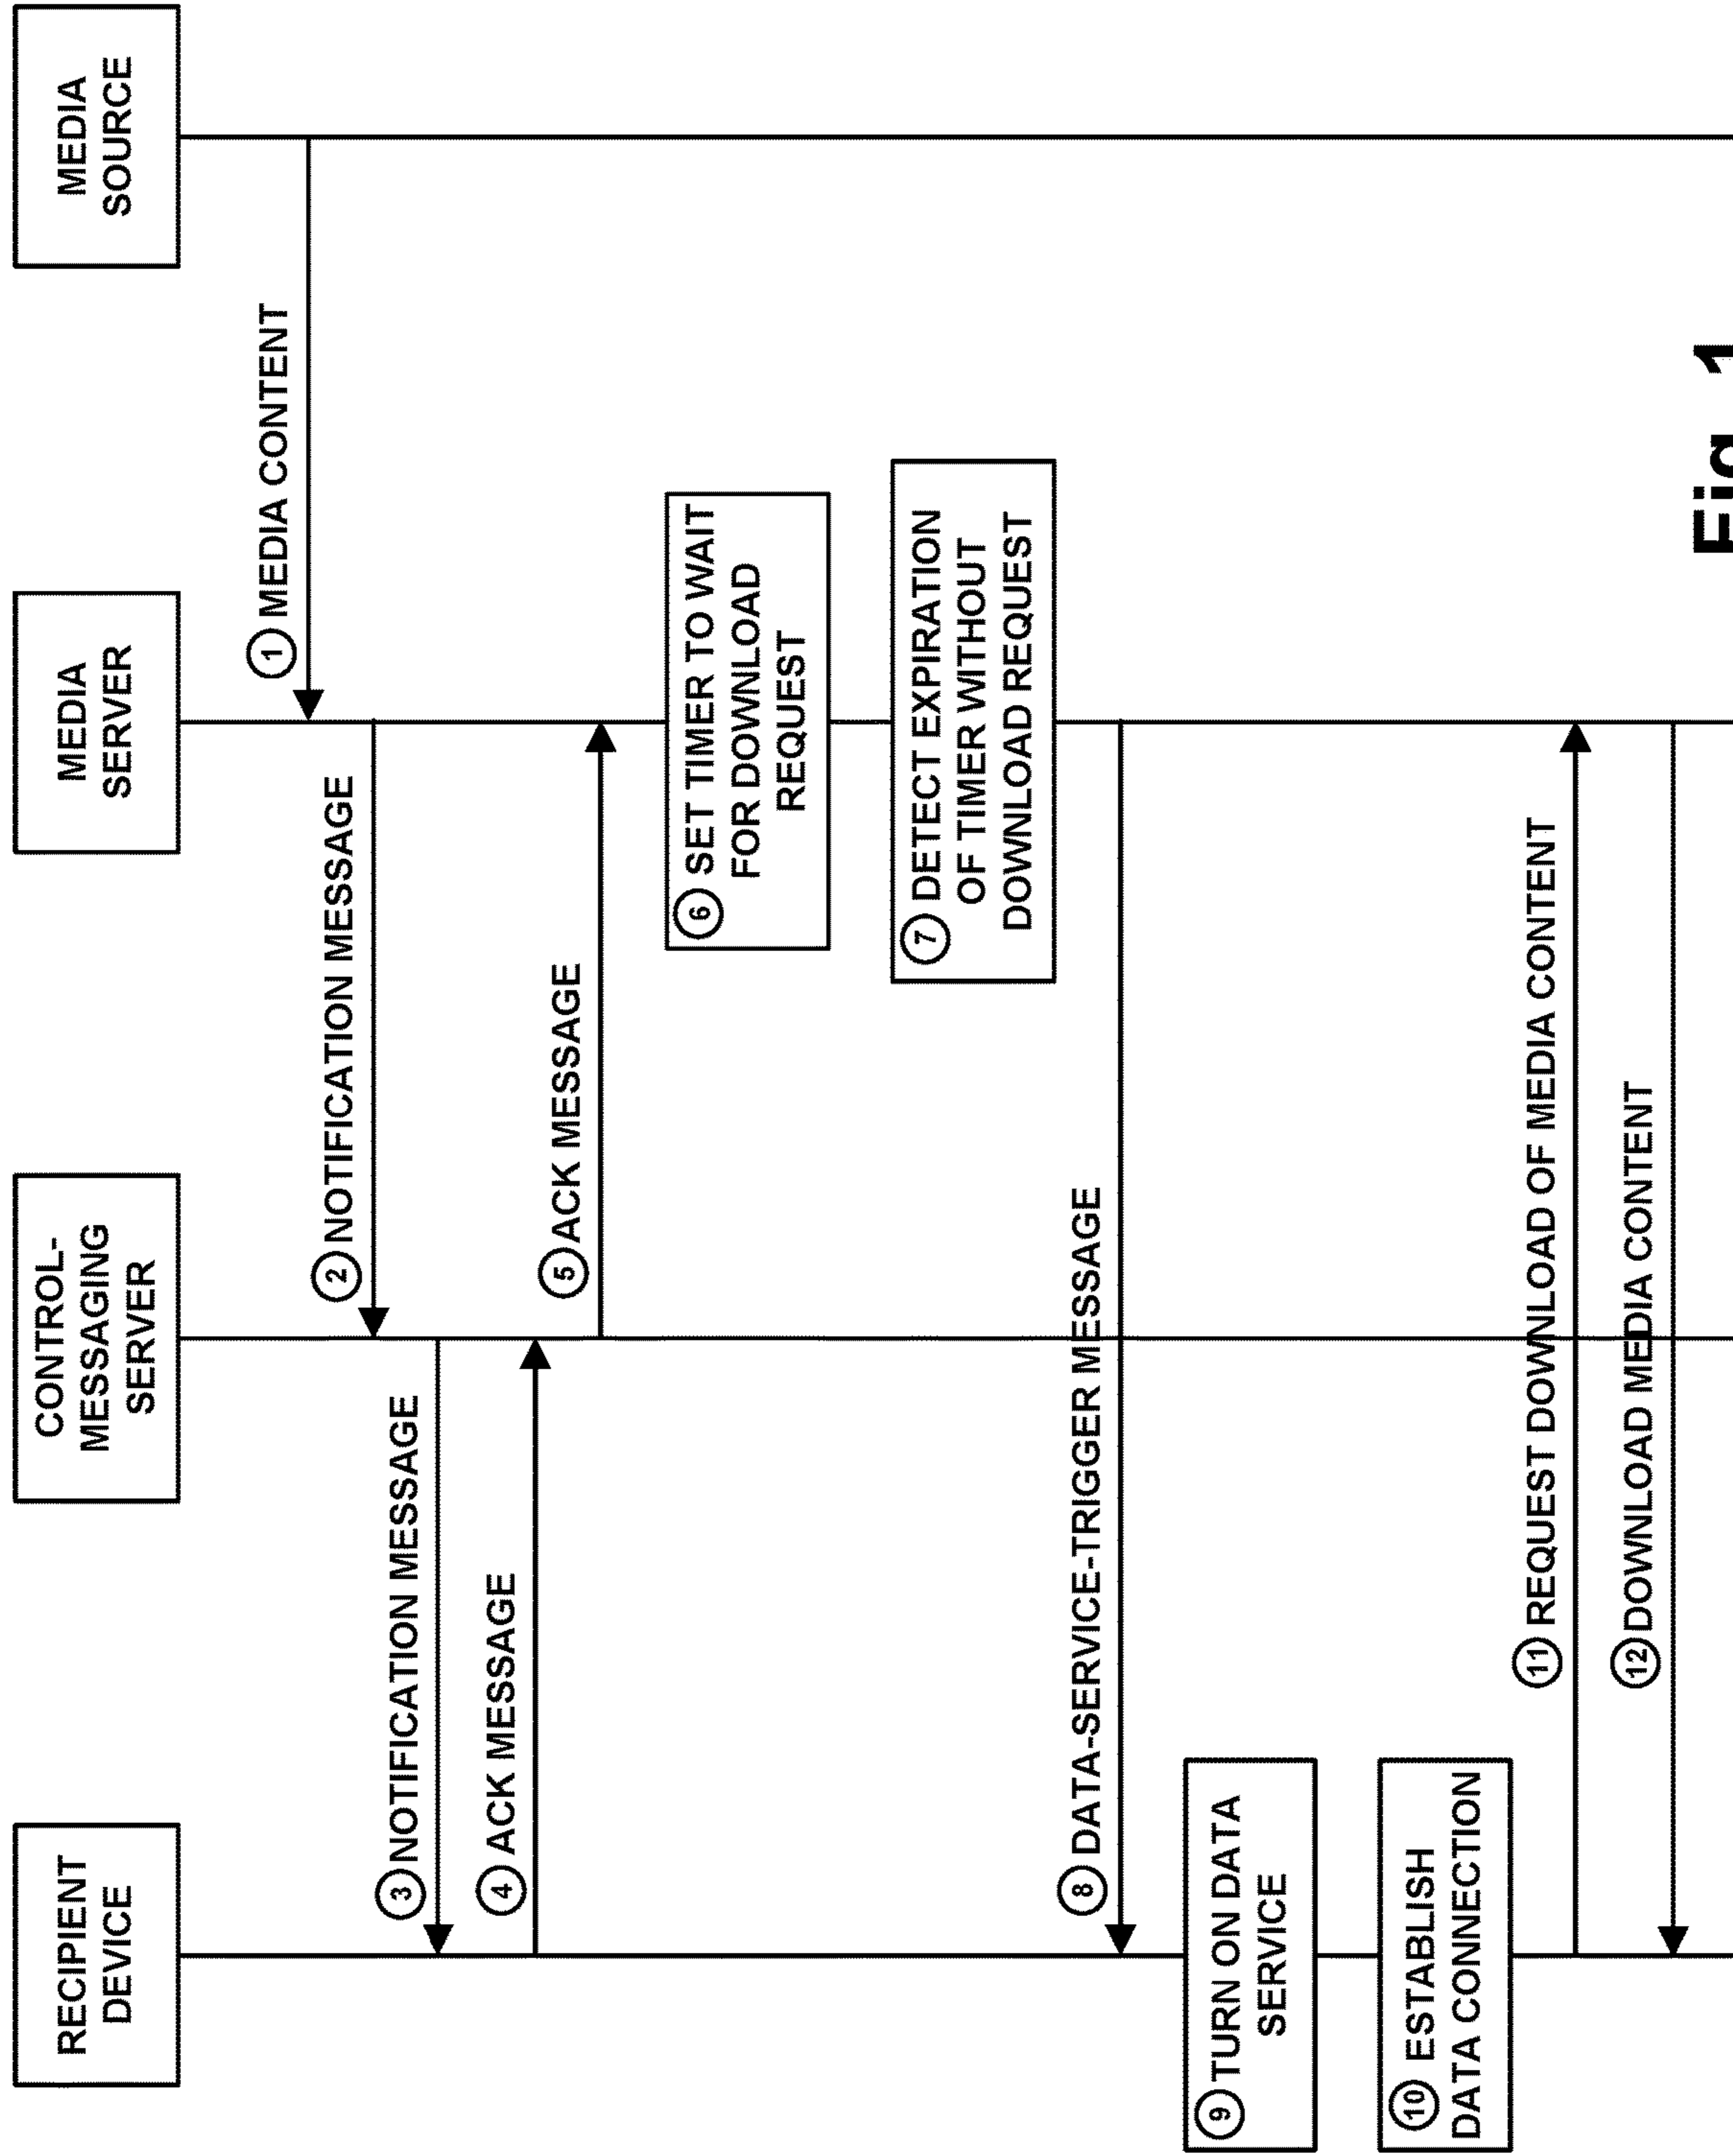 RECIPIENT
DEVICE
CONTROL-
MESSAGING
SERVER
MEDIA
SERVER
MEDIA
SOURCE
1 MEDIA CONTENT
2 NOTIFICATION MESSAGE
3 NOTIFICATION MESSAGE
4 ACK MESSAGE
5 ACK MESSAGE
6 SET TIMER TO WAIT
FOR DOWNLOAD
REQUEST
7 DETECT EXPIRATION
OF TIMER WITHOUT
DOWNLOAD REQUEST
8 DATA-SERVICE-TRIGGER MESSAGE
9 TURN ON DATA
SERVICE
10 ESTABLISH
DATA CONNECTION
11 REQUEST DOWNLOAD OF MEDIA CONTENT
12 DOWNLOAD MEDIA CONTENT
Fig. 1